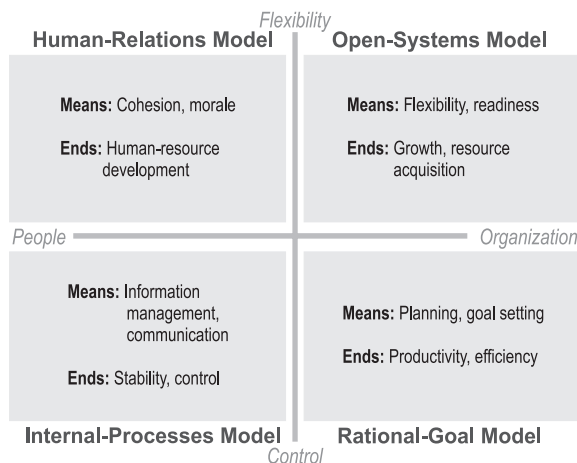 Flexibility
Human-Relations Model
Open-Systems Model
Means: Cohesion, morale
Ends: Human-resource
development
Means: Flexibility, readiness
Ends: Growth, resource
acquisition
People
Organization
Means: Information
management,
communication
Ends: Stability, control
Means: Planning, goal setting
Ends: Productivity, efficiency
Internal-Processes Model
Rational-Goal Model
Control